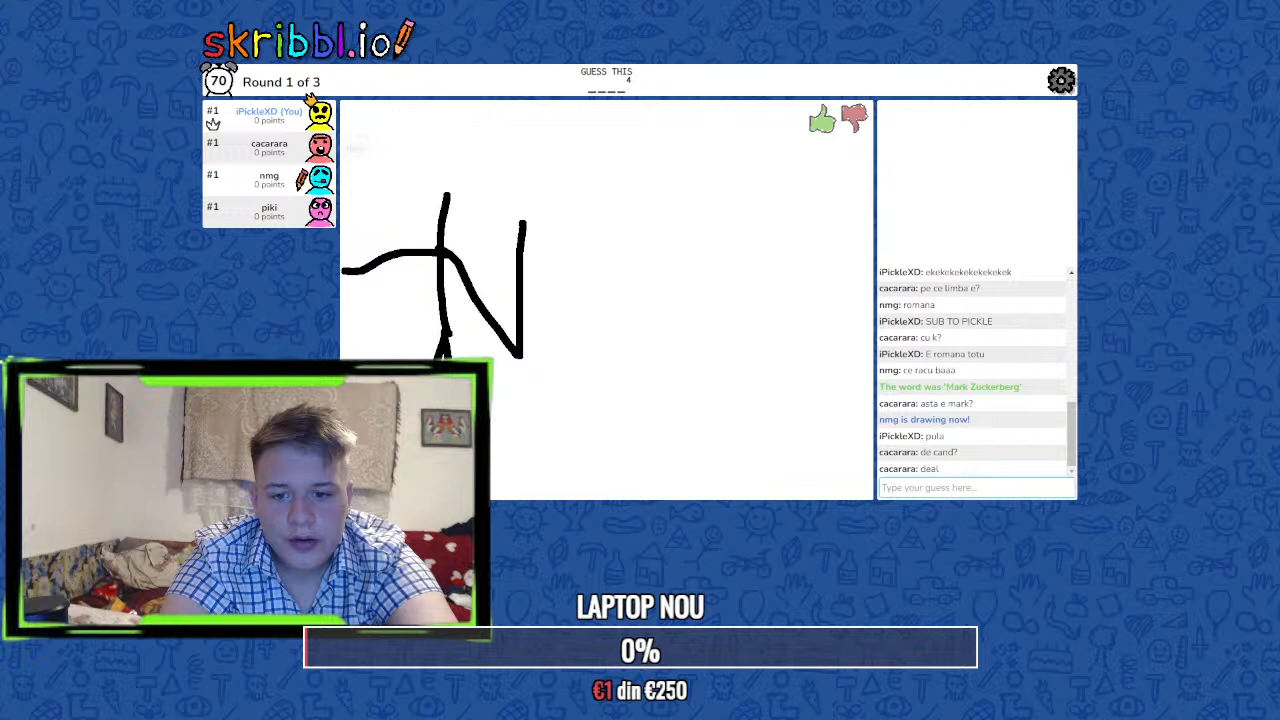 skribbl.io
70
Round 1 of 3
GUESS THIS
____ 4
#1 iPickleXD (You)
0 points
#1 cacarara
0 points
#1 nmg
0 points
#1 piki
0 points
N
iPickleXD: ekekekekekekekekek
cacarara: pe ce limba e?
nmg: romana
iPickleXD: SUB TO PICKLE
cacarara: cu k?
iPickleXD: E romana totu
nmg: ce racu baaa
The word was 'Mark Zuckerberg'
cacarara: asta e mark?
nmg is drawing now!
iPickleXD: pula
cacarara: de cand?
cacarara: deal
Type your guess here...
LAPTOP NOU
0%
€1 din €250